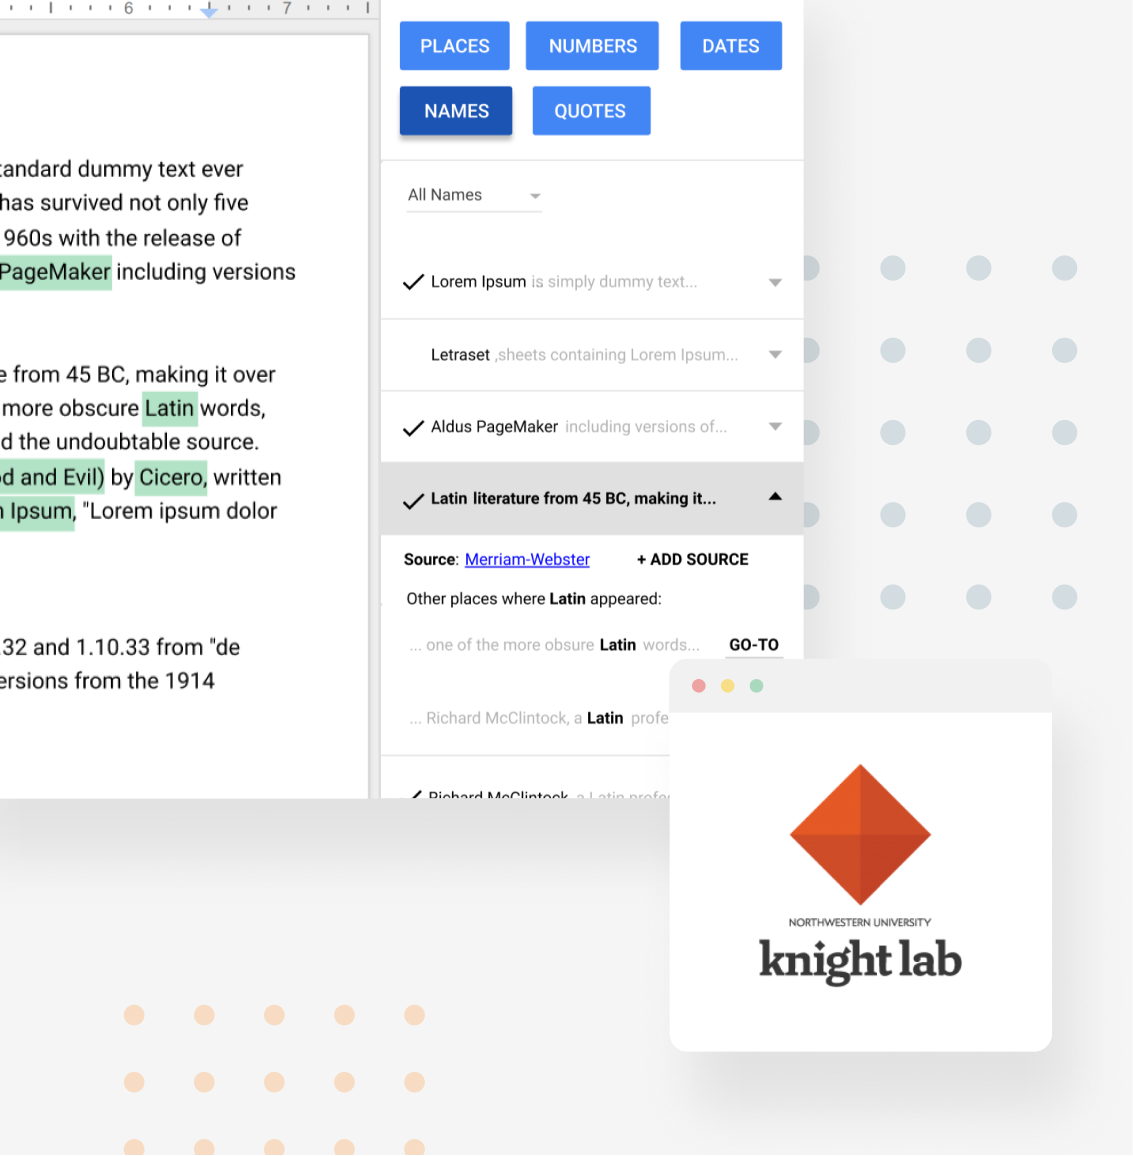 6 7
tandard dummy text ever
has survived not only five
960s with the release of
PageMaker including versions
e from 45 BC, making it over
more obscure Latin words,
d the undoubtable source.
od and Evil) by Cicero, written
n Ipsum, "Lorem ipsum dolor
.32 and 1.10.33 from "de
ersions from the 1914
PLACES NUMBERS DATES
NAMES QUOTES
All Names
Lorem Ipsum is simply dummy text...
Letraset ,sheets containing Lorem Ipsum...
Aldus PageMaker including versions of...
Latin literature from 45 BC, making it...
Source: Merriam-Webster + ADD SOURCE
Other places where Latin appeared:
... one of the more obsure Latin words... GO-TO
... Richard McClintock, a Latin profe
Richard McClintock, a Latin profe
NORTHWESTERN UNIVERSITY
knight lab